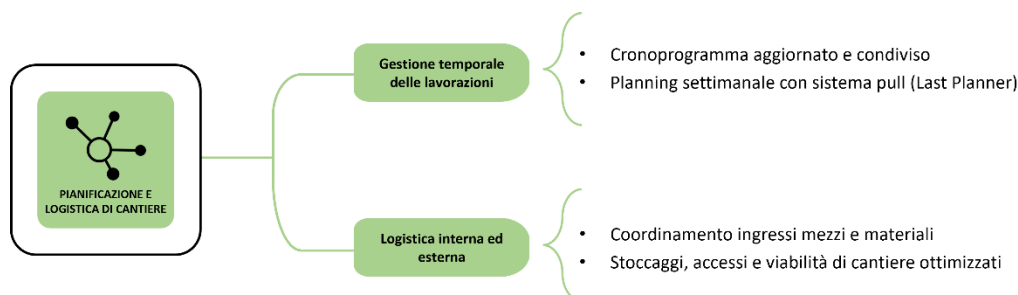 PIANIFICAZIONE E
LOGISTICA DI CANTIERE
Gestione temporale
delle lavorazioni
• Cronoprogramma aggiornato e condiviso
• Planning settimanale con sistema pull (Last Planner)
Logistica interna ed
esterna
• Coordinamento ingressi mezzi e materiali
• Stoccaggi, accessi e viabilità di cantiere ottimizzati